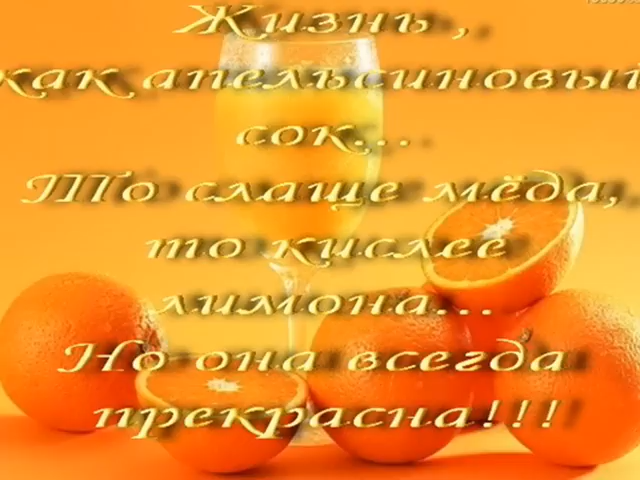 Жизнь ,
как апельсиновый
сок...
То слаще мёда,
то кислее
лимона...
Но она всегда
прекрасна!!!